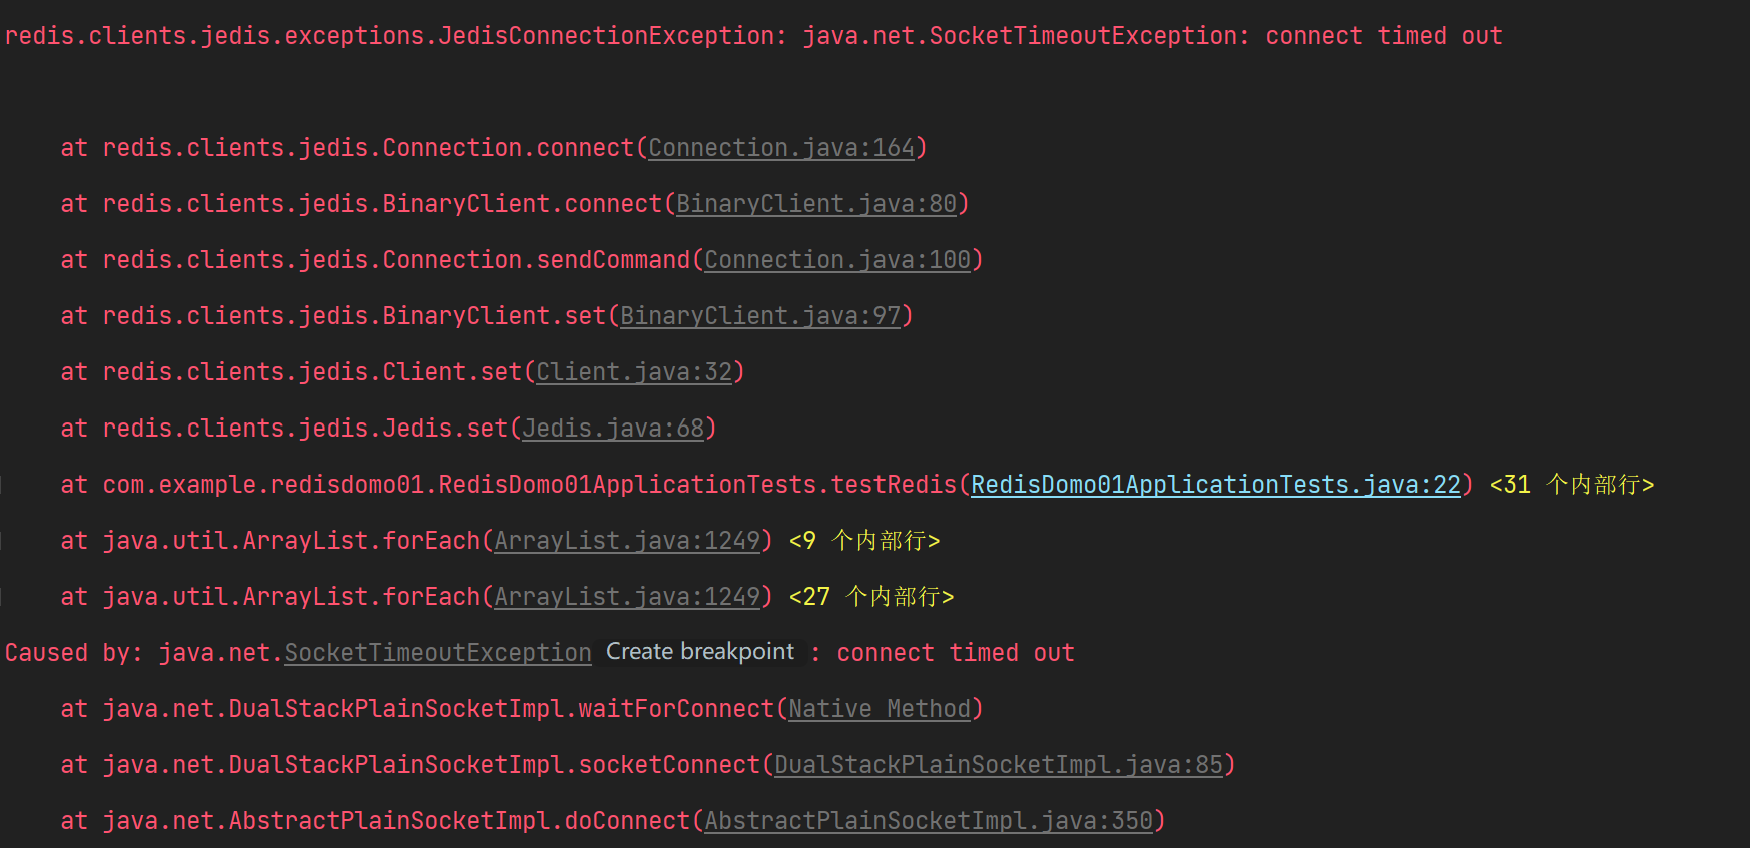 redis.clients.jedis.exceptions.JedisConnectionException: java.net.SocketTimeoutException: connect timed out
at redis.clients.jedis.Connection.connect(Connection.java:164)
at redis.clients.jedis.BinaryClient.connect(BinaryClient.java:80)
at redis.clients.jedis.Connection.sendCommand(Connection.java:100)
at redis.clients.jedis.BinaryClient.set(BinaryClient.java:97)
at redis.clients.jedis.Client.set(Client.java:32)
at redis.clients.jedis.Jedis.set(Jedis.java:68)
at com.example.redisdomo01.RedisDomo01ApplicationTests.testRedis(RedisDomo01ApplicationTests.java:22) <31 个内部行>
at java.util.ArrayList.forEach(ArrayList.java:1249) <9 个内部行>
at java.util.ArrayList.forEach(ArrayList.java:1249) <27 个内部行>
Caused by: java.net.SocketTimeoutException Create breakpoint : connect timed out
at java.net.DualStackPlainSocketImpl.waitForConnect(Native Method)
at java.net.DualStackPlainSocketImpl.socketConnect(DualStackPlainSocketImpl.java:85)
at java.net.AbstractPlainSocketImpl.doConnect(AbstractPlainSocketImpl.java:350)